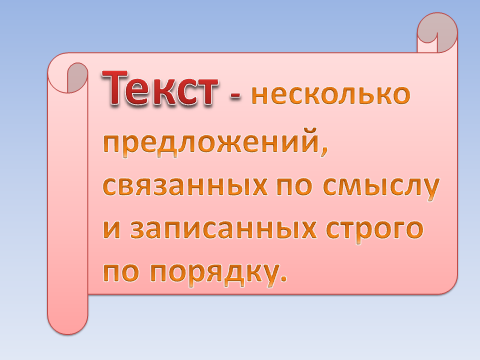 Текст - несколько
предложений,
связанных по смыслу
и записанных строго
по порядку.